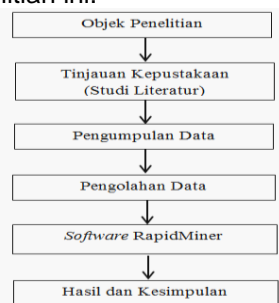 Objek Penelitian
Tinjauan Kepustakaan
(Studi Literatur)
Pengumpulan Data
Pengolahan Data
Software RapidMiner
Hasil dan Kesimpulan